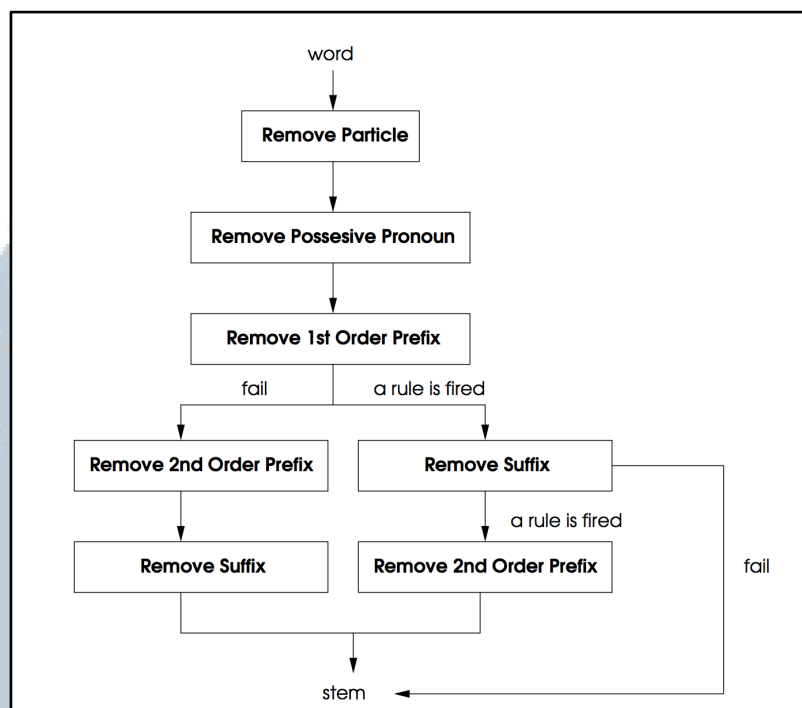 word
Remove Particle
Remove Possesive Pronoun
Remove 1st Order Prefix
fail
a rule is fired
Remove 2nd Order Prefix
Remove Suffix
a rule is fired
Remove Suffix
Remove 2nd Order Prefix
fail
stem